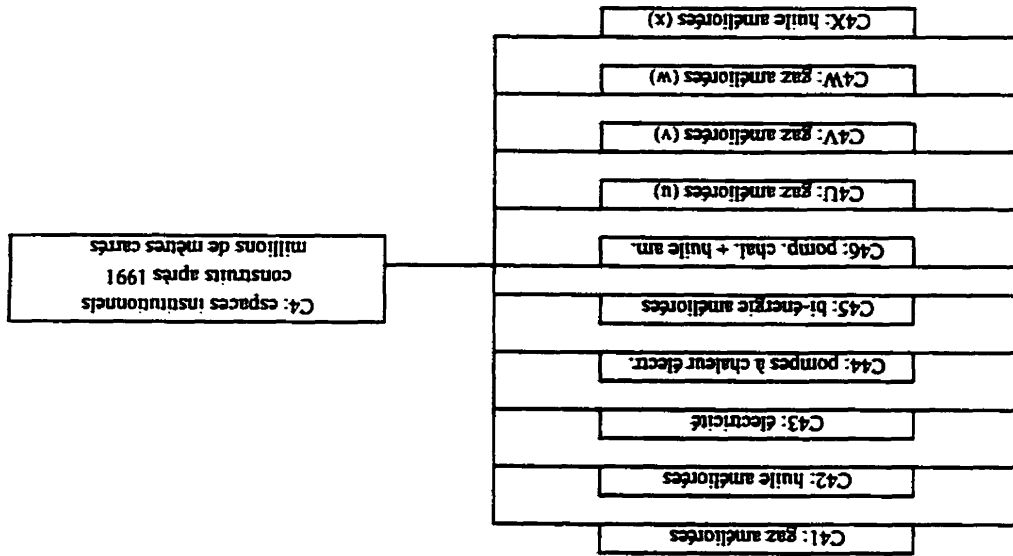 C41: gaz améliorées
C42: huile améliorées
C43: électricité
C44: pompes à chaleur électr.
C45: bi-énergie améliorées
C46: pomp. chal. + huile am.
C4U: gaz améliorées (u)
C4V: gaz améliorées (v)
C4W: gaz améliorées (w)
C4X: huile améliorées (x)
C4: espaces institutionnels
construits après 1991
millions de mètres carrés